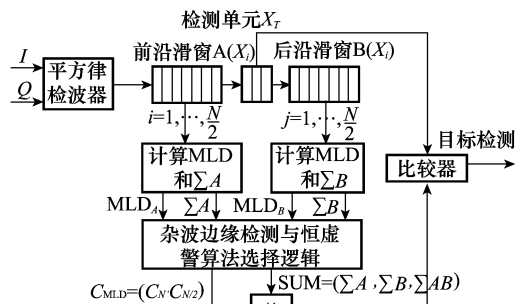 检测单元X_T
前沿滑窗A(X_i)
后沿滑窗B(X_i)
I
Q
平方律
检波器
i=1,⋯,N/2
j=1,⋯,N/2
目标检测
计算MLD
和∑A
计算MLD
和∑B
比较器
MLD_A
∑A
MLD_B
∑B
杂波边缘检测与恒虚
警算法选择逻辑
C_MLD=(C_N·C_N/2)
SUM=(∑A,∑B,∑AB)